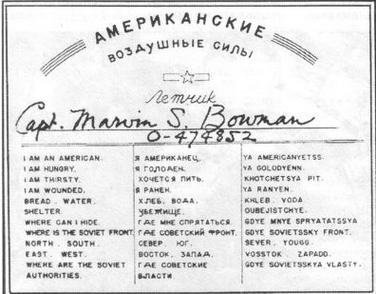 АМЕРИКАНСКИЕ
ВОЗДУШНЫЕ СИЛЫ
Летчик
Capt. Marvin S. Bowman
O-474852
I AM AN AMERICAN. Я АМЕРИКАНЕЦ. YA AMERICANYETSS.
I AM HUNGRY. Я ГОЛОДЕН. YA GOLODYENN.
I AM THIRSTY. ХОЧЕТСЯ ПИТЬ. KHOTCHETSYA PIT.
I AM WOUNDED. Я РАНЕН. YA RANYEN.
BREAD. WATER. ХЛЕБ. ВОДА. KHLEB. VODA
SHELTER. УБЕЖИЩЕ. OUBEJISTCHYE.
WHERE CAN I HIDE. ГДЕ МНЕ СПРЯТАТЬСЯ. GDYE MNYE SPRYATATSSYA
WHERE IS THE SOVIET FRONT. ГДЕ СОВЕТСКИЙ ФРОНТ. GDYE SOVIETSSKY FRONT.
NORTH. SOUTH. СЕВЕР. ЮГ. SEVER. YOUGG.
EAST. WEST. ВОСТОК. ЗАПАД. VOSSTOK. ZAPADD.
WHERE ARE THE SOVIET ГДЕ СОВЕТСКИЕ GDYE SOVIETSSKYA VLASTY.
AUTHORITIES. ВЛАСТИ